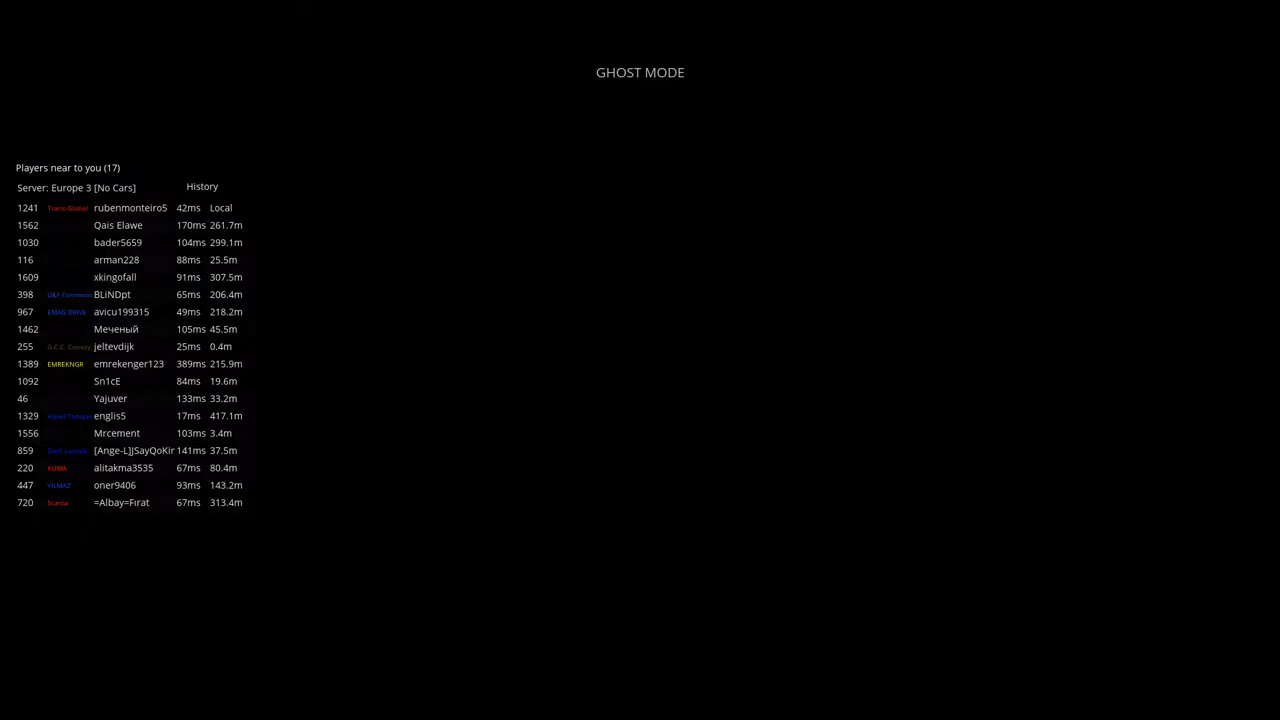 GHOST MODE
Players near to you (17)
Server: Europe 3 [No Cars] History
1241 Trans-Global rubenmonteiro5 42ms Local
1562 Qais Elawe 170ms 261.7m
1030 bader5659 104ms 299.1m
116 arman228 88ms 25.5m
1609 xkingofall 91ms 307.5m
398 BLiNDpt 65ms 206.4m
967 EMAG DRIVE avicu199315 49ms 218.2m
1462 Меченый 105ms 45.5m
255 G.C.E. Convoy jeltevdijk 25ms 0.4m
1389 EMREKNGR emrekenger123 389ms 215.9m
1092 Sn1cE 84ms 19.6m
46 Yajuver 133ms 33.2m
1329 englis5 17ms 417.1m
1556 Mrcement 103ms 3.4m
859 [Ange-L]JSayQoKir 141ms 37.5m
220 KUMA alitakma3535 67ms 80.4m
447 YILMAZ oner9406 93ms 143.2m
720 Scania =Albay=Fırat 67ms 313.4m